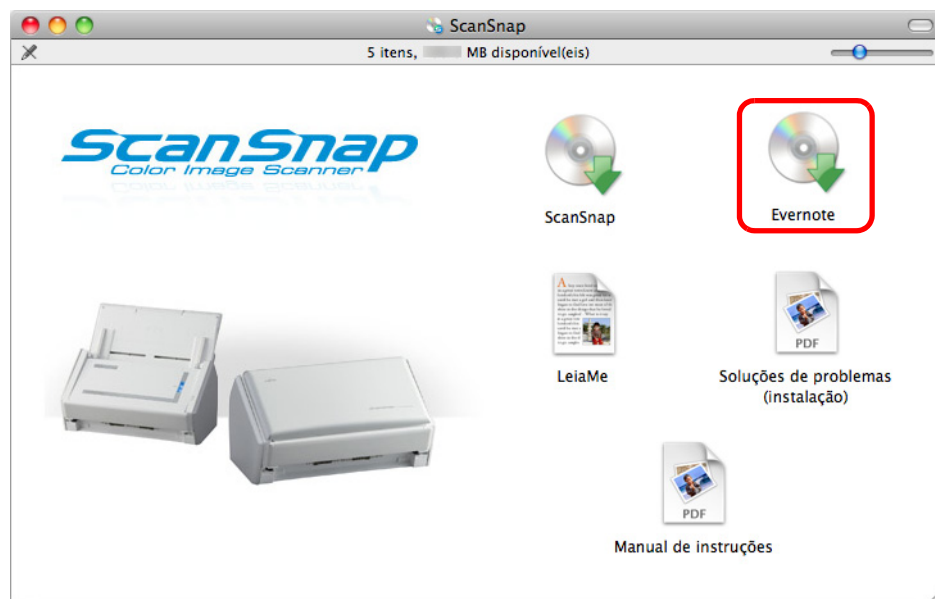 ScanSnap
5 itens, MB disponível(eis)
ScanSnap
Color Image Scanner
ScanSnap
Evernote
LeiaMe
PDF
Soluções de problemas
(instalação)
PDF
Manual de instruções